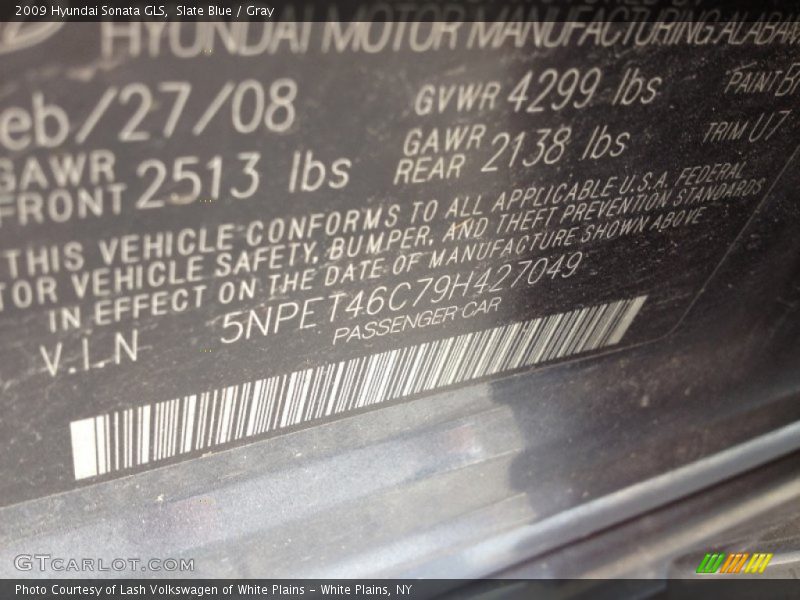 2009 Hyundai Sonata GLS, Slate Blue / Gray
HYUNDAI MOTOR MANUFACTURING ALABAMA
eb/27/08 GVWR 4299 lbs PAINT
GAWR FRONT 2513 lbs GAWR REAR 2138 lbs TRIM U7
THIS VEHICLE CONFORMS TO ALL APPLICABLE U.S.A. FEDERAL
TOR VEHICLE SAFETY, BUMPER, AND THEFT PREVENTION STANDARDS
IN EFFECT ON THE DATE OF MANUFACTURE SHOWN ABOVE
V.I.N 5NPET46C79H427049
PASSENGER CAR
GTCARLOT.COM
Photo Courtesy of Lash Volkswagen of White Plains - White Plains, NY